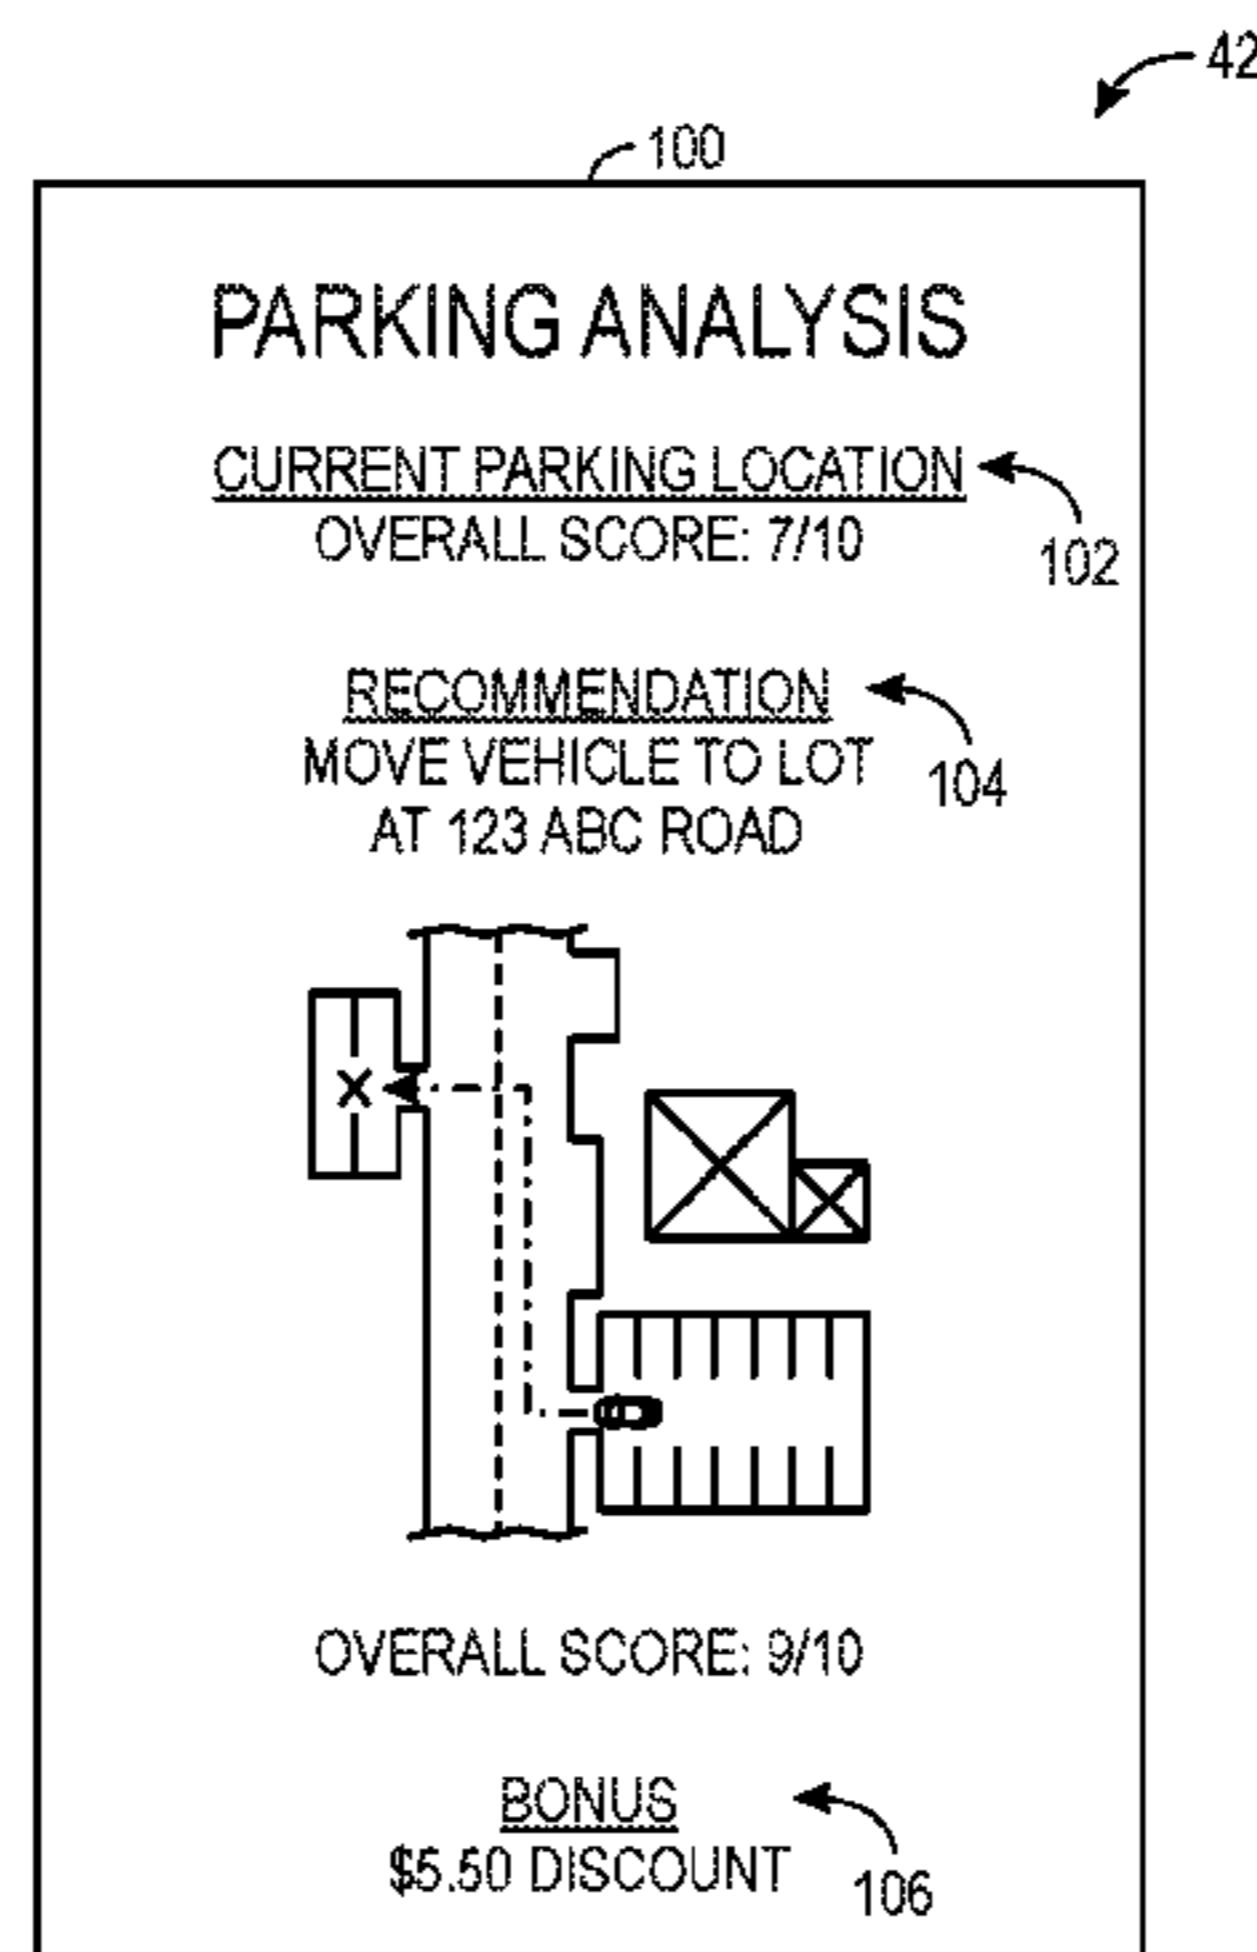 42
100
PARKING ANALYSIS
CURRENT PARKING LOCATION
OVERALL SCORE: 7/10
102
RECOMMENDATION
MOVE VEHICLE TO LOT
AT 123 ABC ROAD
104
OVERALL SCORE: 9/10
BONUS
$5.50 DISCOUNT
106